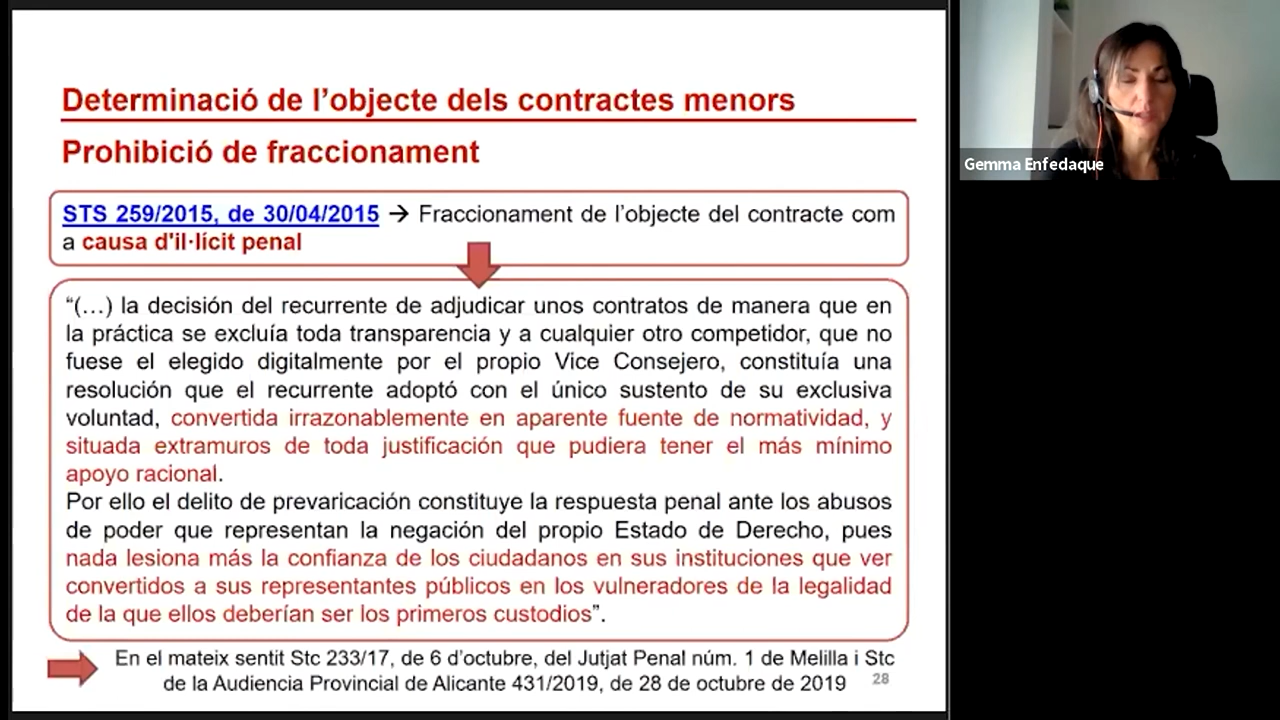 Determinació de l’objecte dels contractes menors
Prohibició de fraccionament
STS 259/2015, de 30/04/2015 → Fraccionament de l’objecte del contracte com
a causa d'il·lícit penal
“(…) la decisión del recurrente de adjudicar unos contratos de manera que en
la práctica se excluía toda transparencia y a cualquier otro competidor, que no
fuese el elegido digitalmente por el propio Vice Consejero, constituía una
resolución que el recurrente adoptó con el único sustento de su exclusiva
voluntad, convertida irrazonablemente en aparente fuente de normatividad, y
situada extramuros de toda justificación que pudiera tener el más mínimo
apoyo racional.
Por ello el delito de prevaricación constituye la respuesta penal ante los abusos
de poder que representan la negación del propio Estado de Derecho, pues
nada lesiona más la confianza de los ciudadanos en sus instituciones que ver
convertidos a sus representantes públicos en los vulneradores de la legalidad
de la que ellos deberían ser los primeros custodios”.
En el mateix sentit Stc 233/17, de 6 d’octubre, del Jutjat Penal núm. 1 de Melilla i Stc
de la Audiencia Provincial de Alicante 431/2019, de 28 de octubre de 2019
28
Gemma Enfedaque